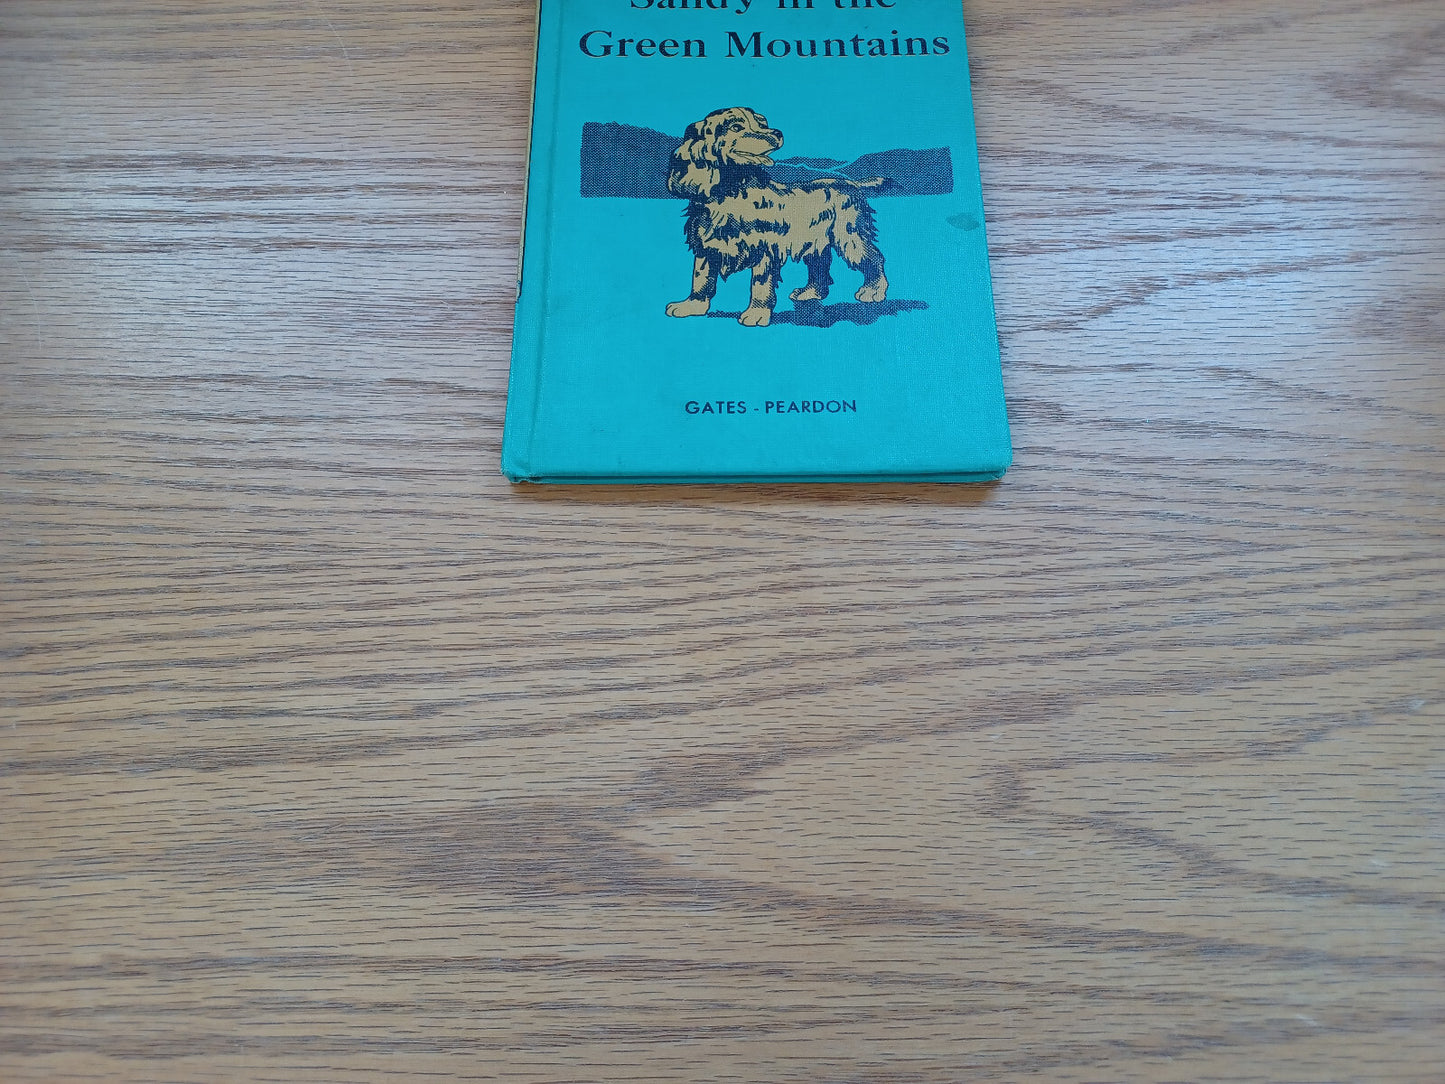 Sandy in the
Green Mountains
GATES - PEARDON